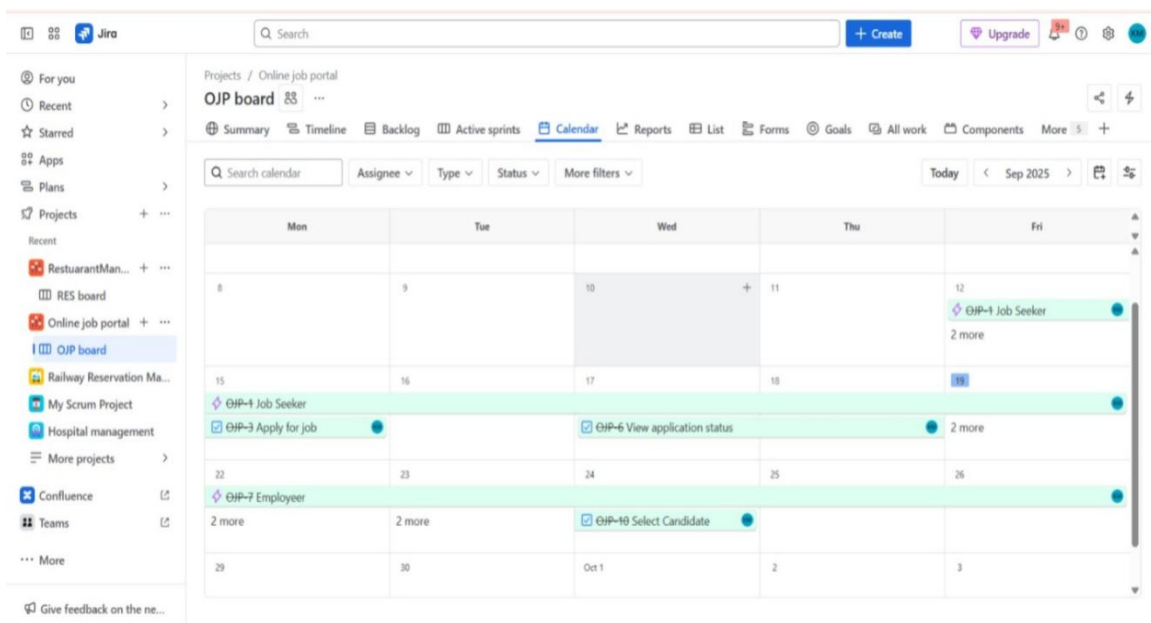 Jira
Search
+ Create
Upgrade
9+
KM
For you
Recent
Starred
Apps
Plans
Projects
Recent
RestuarantMan...
RES board
Online job portal
OJP board
Railway Reservation Ma...
My Scrum Project
Hospital management
More projects
Confluence
Teams
More
Give feedback on the ne...
Projects / Online job portal
OJP board
Summary Timeline Backlog Active sprints Calendar Reports List Forms Goals All work Components More 5
Search calendar Assignee Type Status More filters Today Sep 2025
Mon Tue Wed Thu Fri
8 9 10 11 12
OJP-1 Job Seeker
2 more
15 16 17 18 19
OJP-1 Job Seeker
OJP-3 Apply for job OJP-6 View application status 2 more
22 23 24 25 26
OJP-7 Employeer
2 more 2 more OJP-10 Select Candidate
29 30 Oct 1 2 3